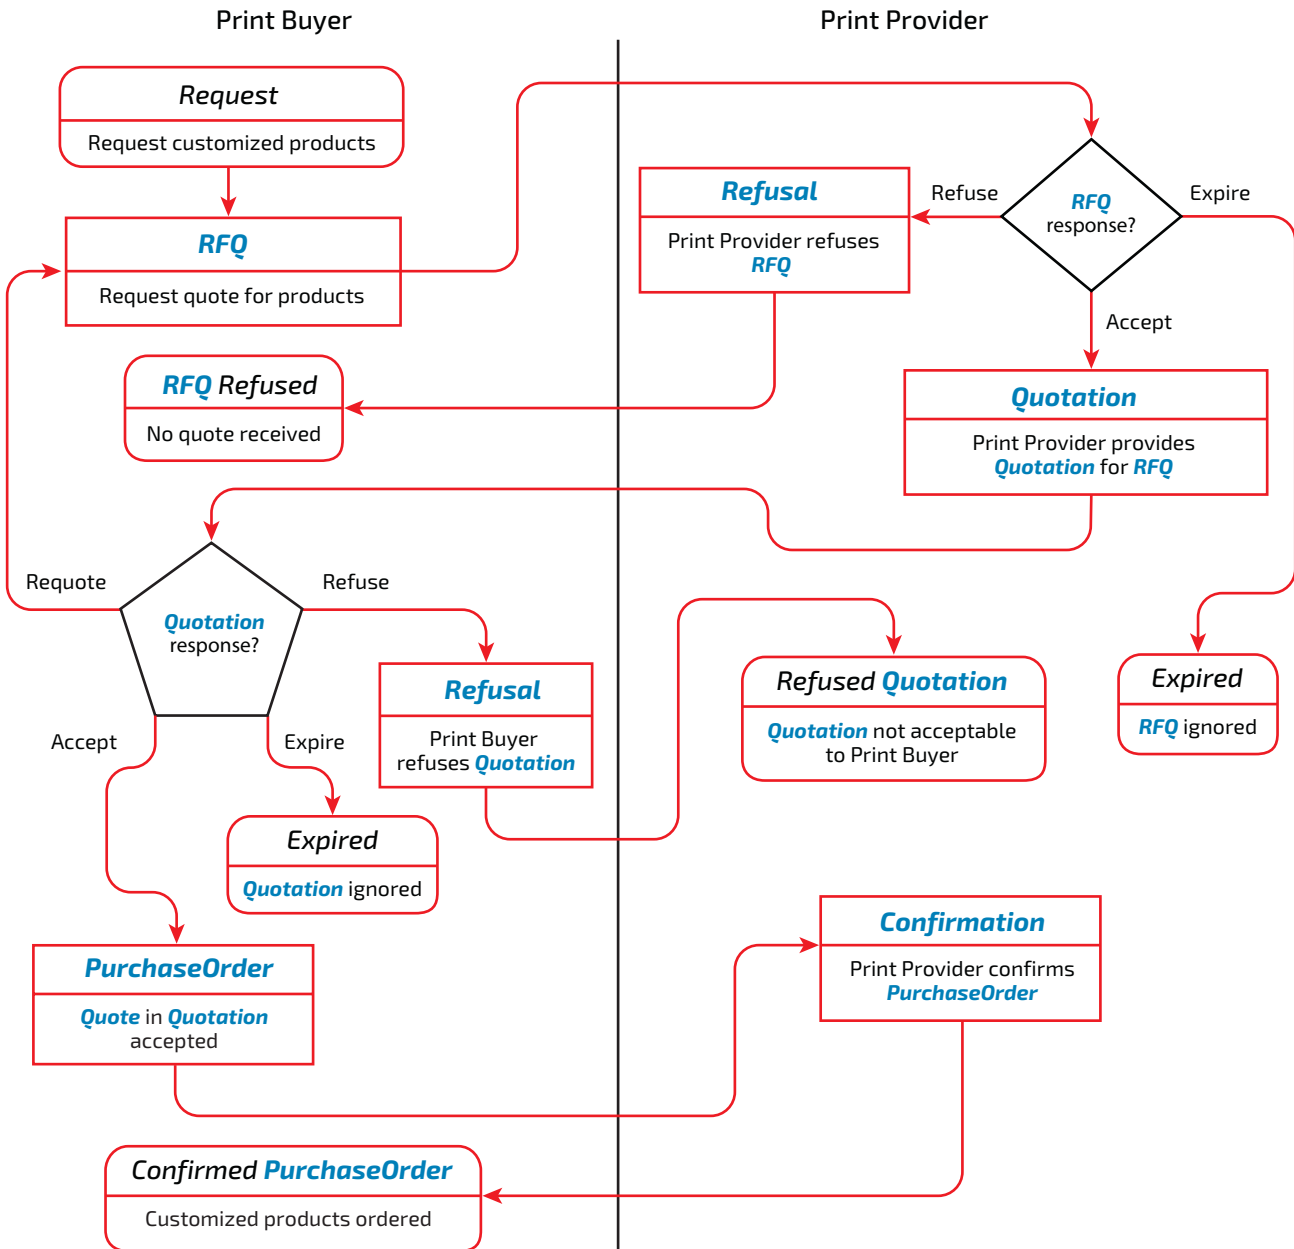 Print Buyer
Print Provider
Request
Request customized products
RFQ
Request quote for products
Refusal
Print Provider refuses
RFQ
Refuse
RFQ
response?
Expire
Accept
RFQ Refused
No quote received
Quotation
Print Provider provides
Quotation for RFQ
Requote
Quotation
response?
Refuse
Accept
Expire
Refusal
Print Buyer
refuses Quotation
Refused Quotation
Quotation not acceptable
to Print Buyer
Expired
RFQ ignored
Expired
Quotation ignored
PurchaseOrder
Quote in Quotation
accepted
Confirmation
Print Provider confirms
PurchaseOrder
Confirmed PurchaseOrder
Customized products ordered